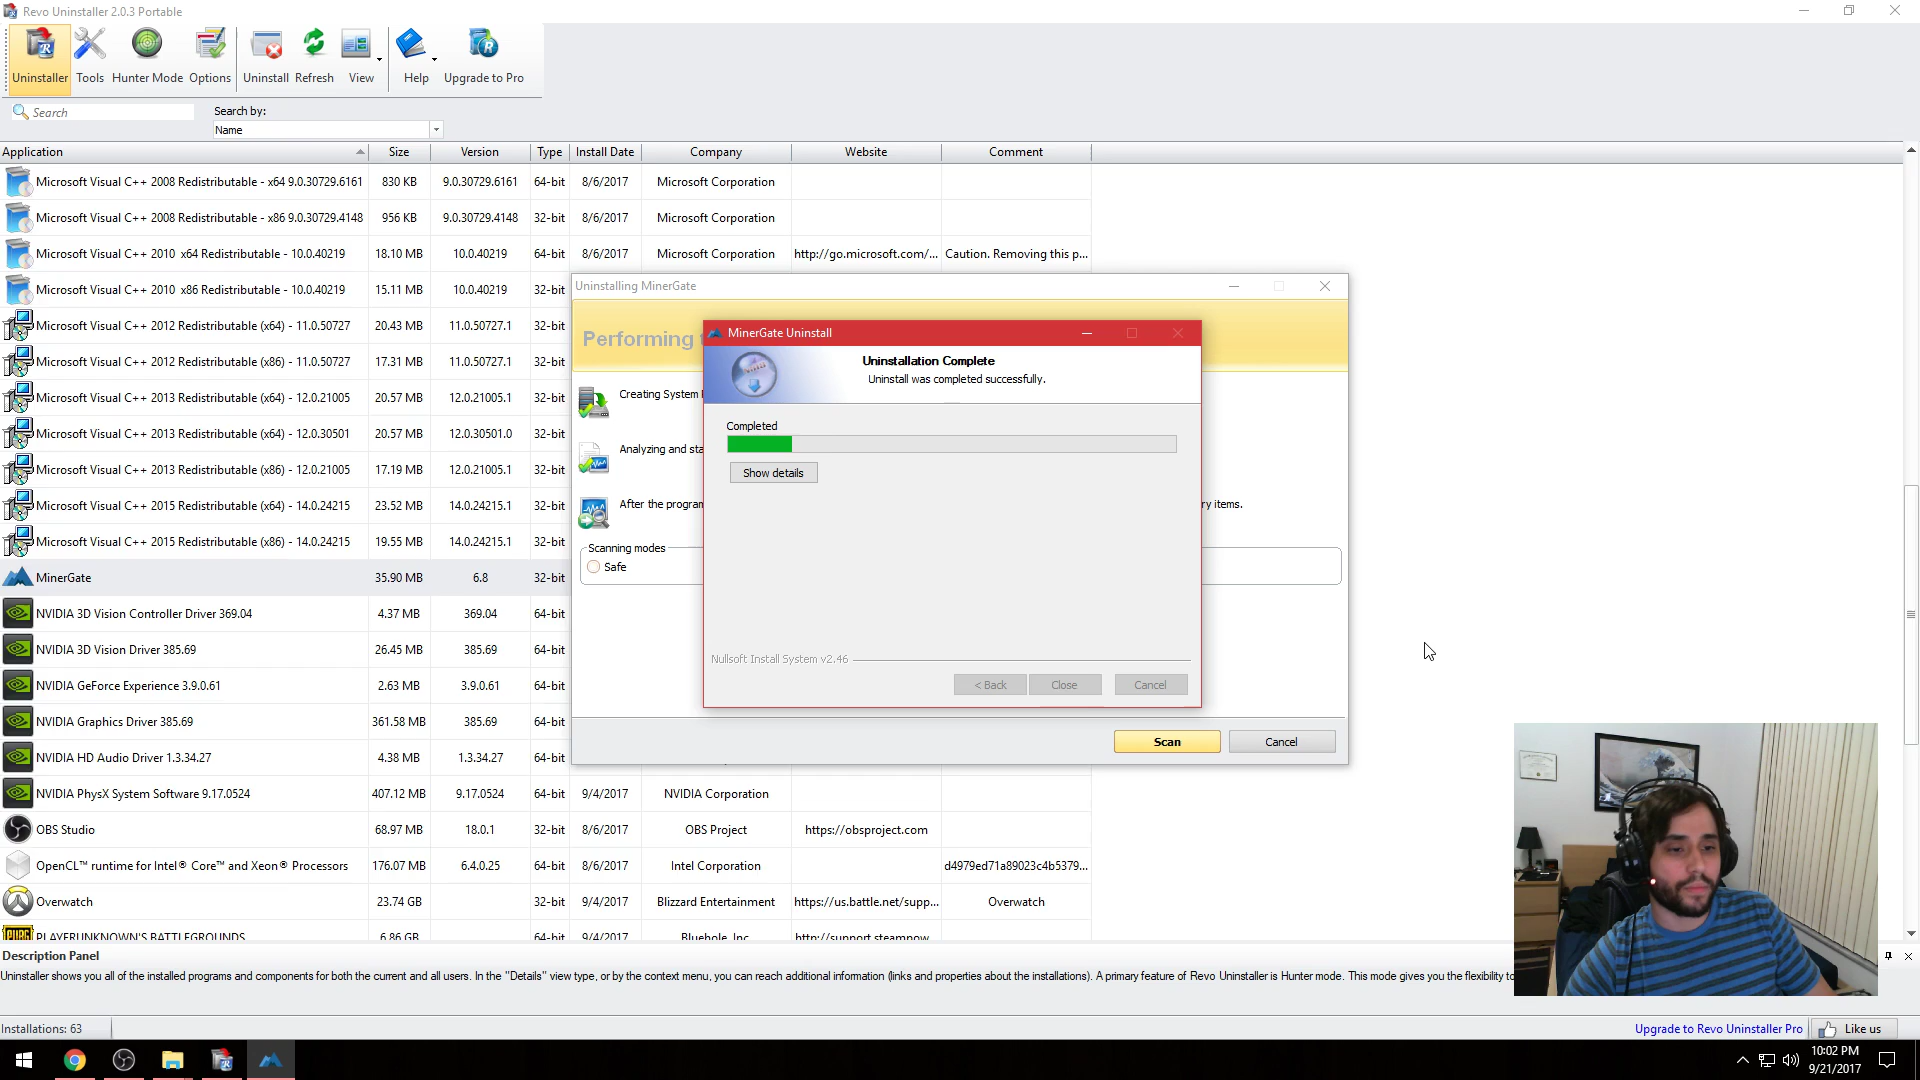 Revo Uninstaller 2.0.3 Portable
Uninstaller Tools Hunter Mode Options Uninstall Refresh View Help Upgrade to Pro
Search
Search by:
Name
Application Size Version Type Install Date Company Website Comment
Microsoft Visual C++ 2008 Redistributable - x64 9.0.30729.6161 830 KB 9.0.30729.6161 64-bit 8/6/2017 Microsoft Corporation
Microsoft Visual C++ 2008 Redistributable - x86 9.0.30729.4148 956 KB 9.0.30729.4148 32-bit 8/6/2017 Microsoft Corporation
Microsoft Visual C++ 2010 x64 Redistributable - 10.0.40219 18.10 MB 10.0.40219 64-bit 8/6/2017 Microsoft Corporation http://go.microsoft.com/... Caution. Removing this p...
Microsoft Visual C++ 2010 x86 Redistributable - 10.0.40219 15.11 MB 10.0.40219 32-bit
Microsoft Visual C++ 2012 Redistributable (x64) - 11.0.50727 20.43 MB 11.0.50727.1 32-bit
Microsoft Visual C++ 2012 Redistributable (x86) - 11.0.50727 17.31 MB 11.0.50727.1 32-bit
Microsoft Visual C++ 2013 Redistributable (x64) - 12.0.21005 20.57 MB 12.0.21005.1 32-bit
Microsoft Visual C++ 2013 Redistributable (x64) - 12.0.30501 20.57 MB 12.0.30501.0 32-bit
Microsoft Visual C++ 2013 Redistributable (x86) - 12.0.21005 17.19 MB 12.0.21005.1 32-bit
Microsoft Visual C++ 2015 Redistributable (x64) - 14.0.24215 23.52 MB 14.0.24215.1 32-bit
Microsoft Visual C++ 2015 Redistributable (x86) - 14.0.24215 19.55 MB 14.0.24215.1 32-bit
MinerGate 35.90 MB 6.8 32-bit
NVIDIA 3D Vision Controller Driver 369.04 4.37 MB 369.04 64-bit
NVIDIA 3D Vision Driver 385.69 26.45 MB 385.69 64-bit
NVIDIA GeForce Experience 3.9.0.61 2.63 MB 3.9.0.61 64-bit
NVIDIA Graphics Driver 385.69 361.58 MB 385.69 64-bit
NVIDIA HD Audio Driver 1.3.34.27 4.38 MB 1.3.34.27 64-bit
NVIDIA PhysX System Software 9.17.0524 407.12 MB 9.17.0524 64-bit 9/4/2017 NVIDIA Corporation
OBS Studio 68.97 MB 18.0.1 32-bit 8/6/2017 OBS Project https://obsproject.com
OpenCL™ runtime for Intel® Core™ and Xeon® Processors 176.07 MB 6.4.0.25 64-bit 8/6/2017 Intel Corporation d4979ed71a89023c4b5379...
Overwatch 23.74 GB 32-bit 9/4/2017 Blizzard Entertainment https://us.battle.net/supp... Overwatch
PLAYERUNKNOWN'S BATTLEGROUNDS 6.86 GB 64-bit 9/4/2017 Bluehole, Inc. http://support.steampow...
Uninstalling MinerGate
Performing
Creating System
Analyzing and sta
After the program
ry items.
Scanning modes
Safe
Scan Cancel
MinerGate Uninstall
Uninstallation Complete
Uninstall was completed successfully.
Completed
Show details
Nullsoft Install System v2.46
< Back Close Cancel
Description Panel
Uninstaller shows you all of the installed programs and components for both the current and all users. In the "Details" view type, or by the context menu, you can reach additional information (links and properties about the installations). A primary feature of Revo Uninstaller is Hunter mode. This mode gives you the flexibility to
Installations: 63
Upgrade to Revo Uninstaller Pro
Like us
10:02 PM
9/21/2017